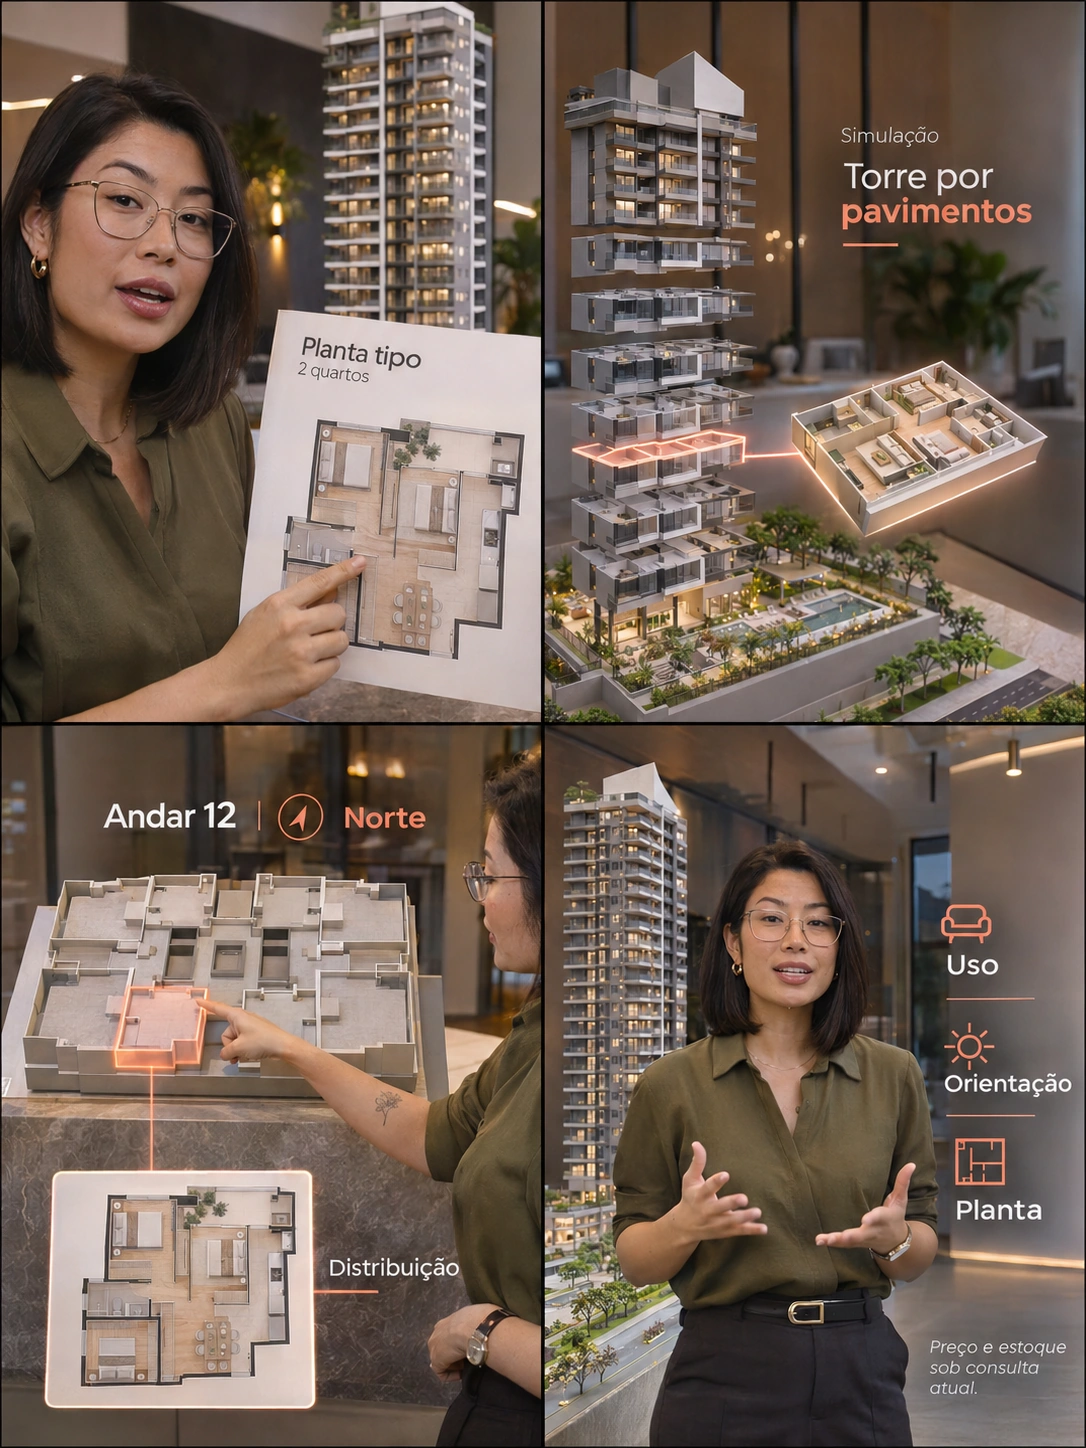 Planta tipo
2 quartos
Simulação
Torre por
pavimentos
Andar 12 | Norte
Distribuição
Uso
Orientação
Planta
Preço e estoque
sob consulta
atual.